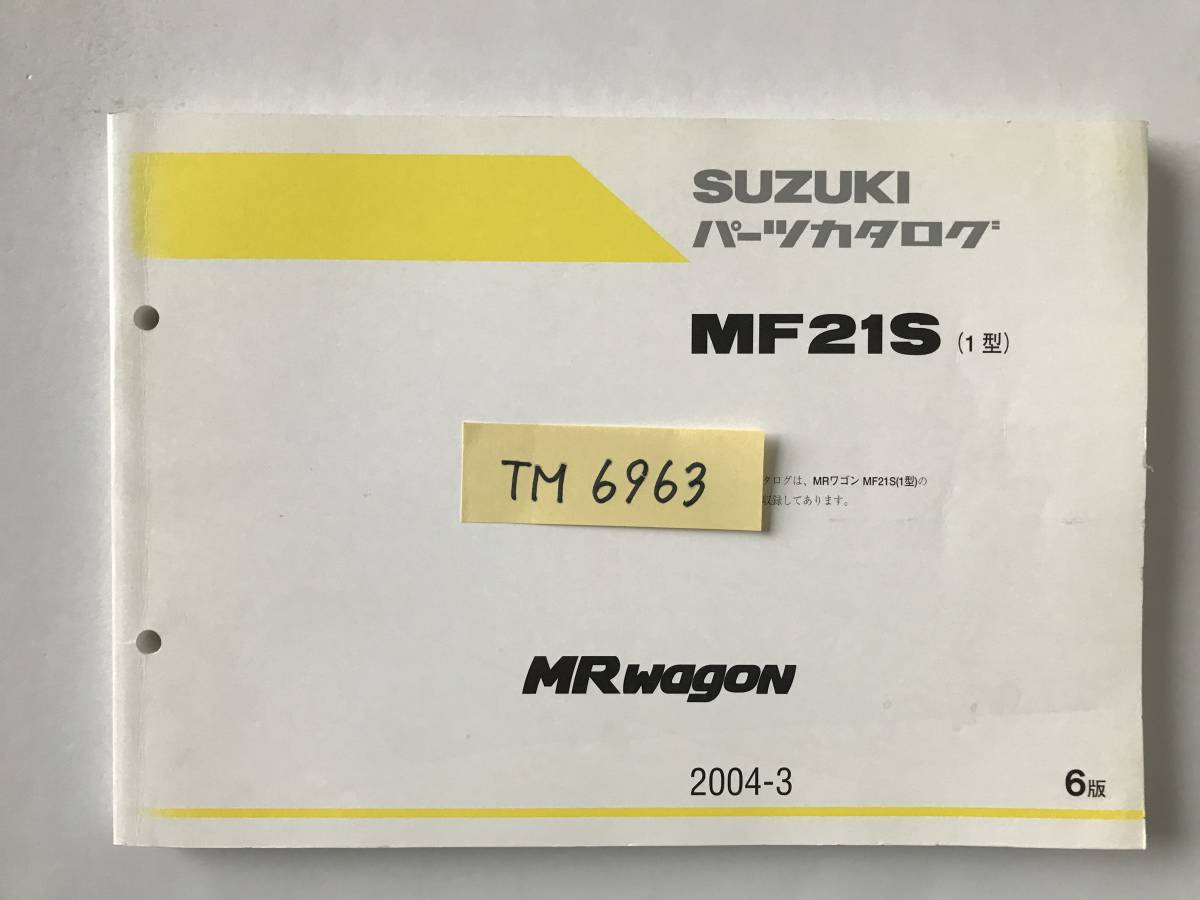 SUZUKI
パーツカタログ
MF21S (1型)
TM 6963
タログは、MRワゴン MF21S(1型)の
収録してあります。
MR wagon
2004-3
6版